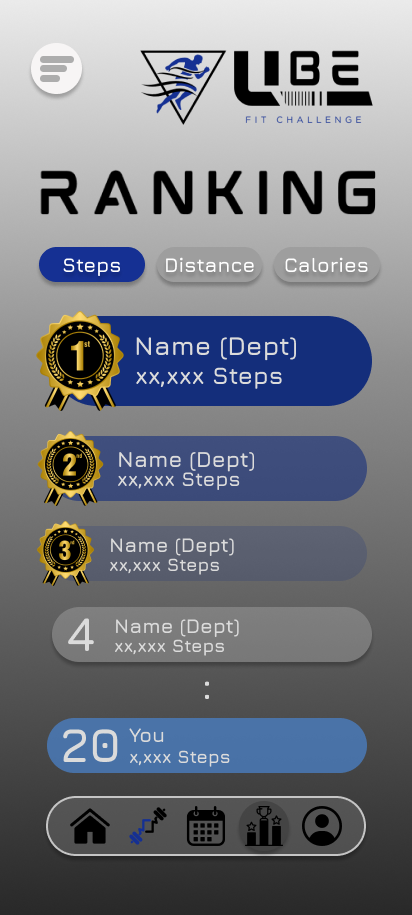 UBE
FIT CHALLENGE
RANKING
Steps Distance Calories
1st
Name (Dept)
xx,xxx Steps
2nd
Name (Dept)
xx,xxx Steps
3rd
Name (Dept)
xx,xxx Steps
4
Name (Dept)
xx,xxx Steps
:
20
You
x,xxx Steps